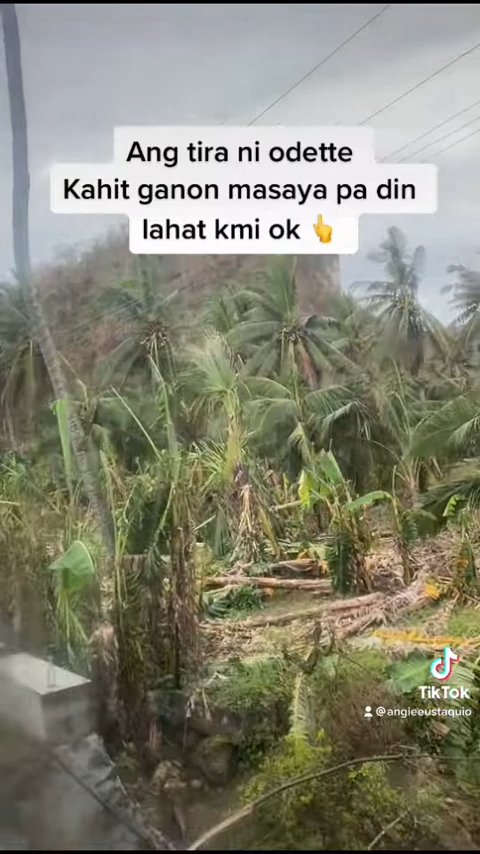 Ang tira ni odette
Kahit ganon masaya pa din
lahat kmi ok 👆
TikTok
@angieeustaquio